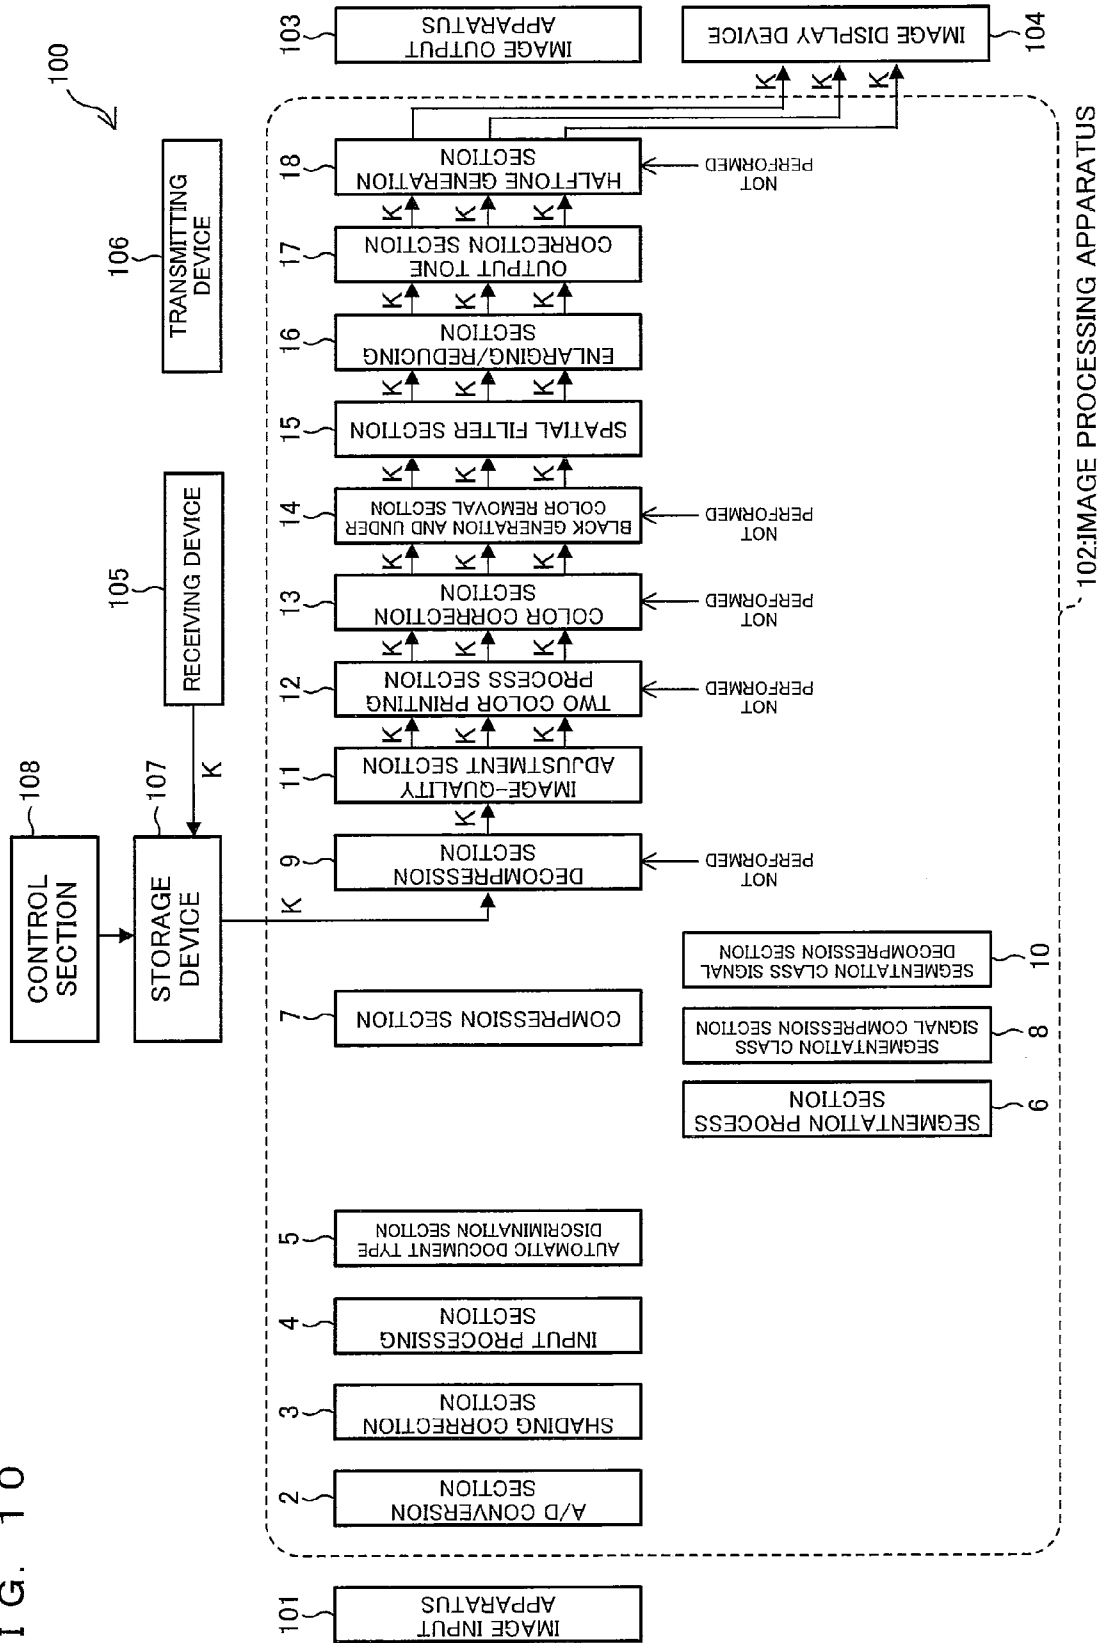 FIG. 10
100
108
CONTROL
SECTION
107
STORAGE
DEVICE
105
RECEIVING DEVICE
106
TRANSMITTING
DEVICE
K
K
101
IMAGE INPUT
APPARATUS
2
A/D CONVERSION
SECTION
3
SHADING CORRECTION
SECTION
4
INPUT PROCESSING
SECTION
5
AUTOMATIC DOCUMENT TYPE
DISCRIMINATION SECTION
7
COMPRESSION SECTION
9
DECOMPRESSION
SECTION
K
11
IMAGE-QUALITY
ADJUSTMENT SECTION
K
K
K
12
TWO COLOR PRINTING
PROCESS SECTION
K
K
K
13
COLOR CORRECTION
SECTION
K
K
K
14
BLACK GENERATION AND UNDER
COLOR REMOVAL SECTION
K
K
K
15
SPATIAL FILTER SECTION
K
K
K
16
ENLARGING/REDUCING
SECTION
K
K
K
17
OUTPUT TONE
CORRECTION SECTION
K
K
K
18
HALFTONE GENERATION
SECTION
K
K
K
103
IMAGE OUTPUT
APPARATUS
6
SEGMENTATION PROCESS
SECTION
8
SEGMENTATION CLASS
SIGNAL COMPRESSION SECTION
10
SEGMENTATION CLASS SIGNAL
DECOMPRESSION SECTION
NOT
PERFORMED
NOT
PERFORMED
NOT
PERFORMED
NOT
PERFORMED
NOT
PERFORMED
104
IMAGE DISPLAY DEVICE
102:IMAGE PROCESSING APPARATUS